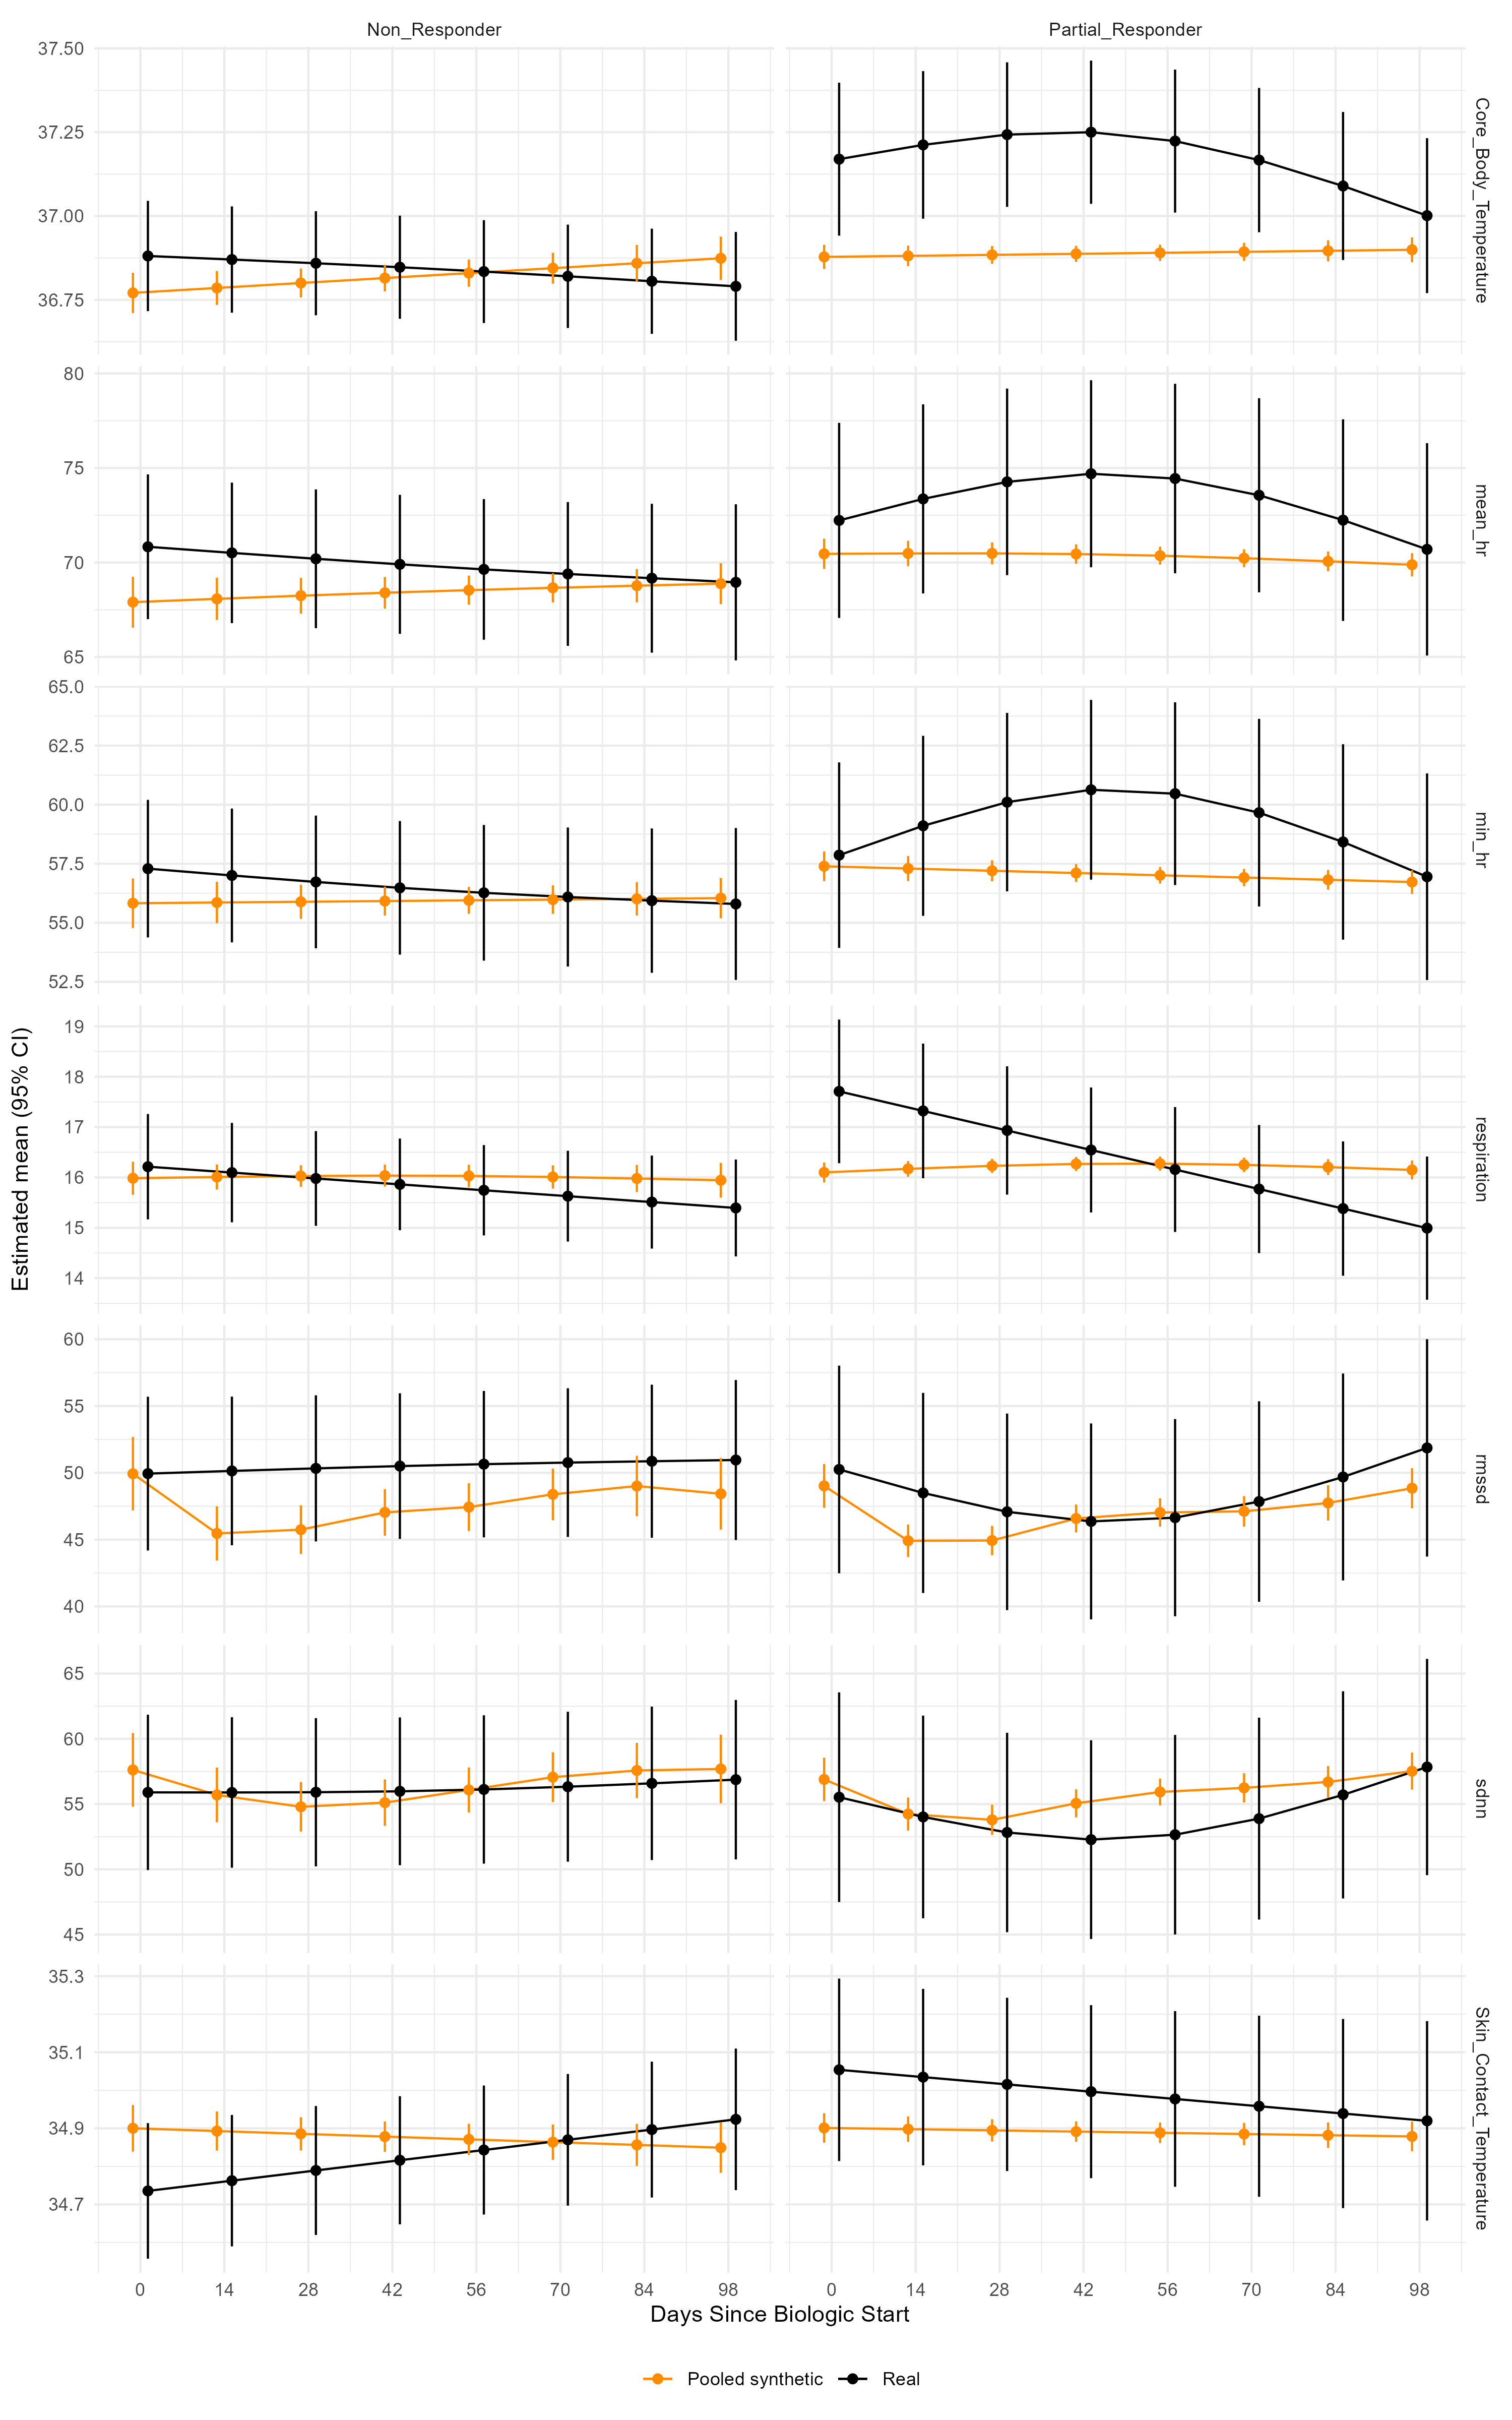 Non_Responder
Partial_Responder
37.50
37.25
37.00
36.75
Core_Body_Temperature
80
75
70
65
mean_hr
65.0
62.5
60.0
57.5
55.0
52.5
min_hr
19
18
17
16
15
14
respiration
60
55
50
45
40
rmssd
65
60
55
50
45
sdnn
35.3
35.1
34.9
34.7
Skin_Contact_Temperature
Estimated mean (95% CI)
0 14 28 42 56 70 84 98
0 14 28 42 56 70 84 98
Days Since Biologic Start
Pooled synthetic
Real